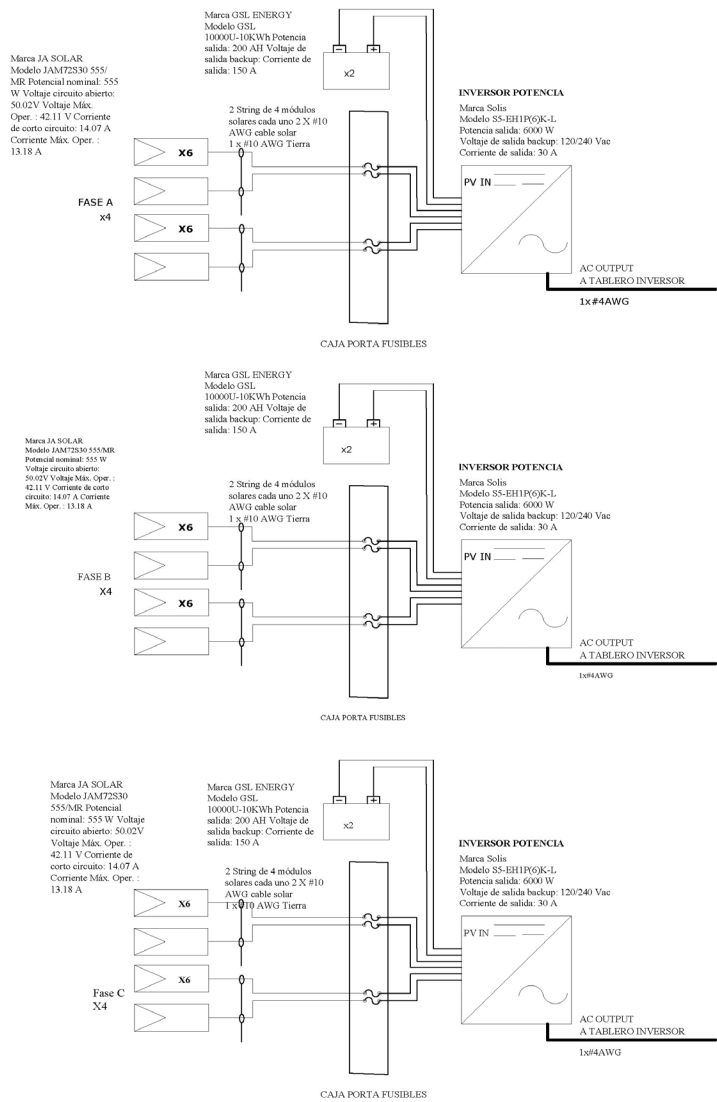 Marca GSL ENERGY
Modelo GSL
10000U-10KWh Potencia
salida: 200 AH Voltaje de
salida backup: Corriente de
salida: 150 A
x2
Marca JA SOLAR
Modelo JAM72S30 555/
MR Potencial nominal: 555
W Voltaje circuito abierto:
50.02V Voltaje Máx.
Oper. : 42.11 V Corriente
de corto circuito: 14.07 A
Corriente Máx. Oper. :
13.18 A
2 String de 4 módulos
solares cada uno 2 X #10
AWG cable solar
1 x #10 AWG Tierra
INVERSOR POTENCIA
Marca Solis
Modelo S5-EH1P(6)K-L
Potencia salida: 6000 W
Voltaje de salida backup: 120/240 Vac
Corriente de salida: 30 A
X6
PV IN
FASE A
x4
X6
AC OUTPUT
A TABLERO INVERSOR
1x#4AWG
CAJA PORTA FUSIBLES
Marca GSL ENERGY
Modelo GSL
10000U-10KWh Potencia
salida: 200 AH Voltaje de
salida backup: Corriente de
salida: 150 A
x2
Marca JA SOLAR
Modelo JAM72S30 555/MR
Potencial nominal: 555 W
Voltaje circuito abierto:
50.02V Voltaje Máx. Oper. :
42.11 V Corriente de corto
circuito: 14.07 A Corriente
Máx. Oper. : 13.18 A
2 String de 4 módulos
solares cada uno 2 X #10
AWG cable solar
1 x #10 AWG Tierra
INVERSOR POTENCIA
Marca Solis
Modelo S5-EH1P(6)K-L
Potencia salida: 6000 W
Voltaje de salida backup: 120/240 Vac
Corriente de salida: 30 A
X6
PV IN
FASE B
X4
X6
AC OUTPUT
A TABLERO INVERSOR
1x#4AWG
CAJA PORTA FUSIBLES
Marca JA SOLAR
Modelo JAM72S30
555/MR Potencial
nominal: 555 W Voltaje
circuito abierto: 50.02V
Voltaje Máx. Oper. :
42.11 V Corriente de
corto circuito: 14.07 A
Corriente Máx. Oper. :
13.18 A
Marca GSL ENERGY
Modelo GSL
10000U-10KWh Potencia
salida: 200 AH Voltaje de
salida backup: Corriente de
salida: 150 A
x2
2 String de 4 módulos
solares cada uno 2 X #10
AWG cable solar
1 x #10 AWG Tierra
INVERSOR POTENCIA
Marca Solis
Modelo S5-EH1P(6)K-L
Potencia salida: 6000 W
Voltaje de salida backup: 120/240 Vac
Corriente de salida: 30 A
X6
PV IN
X6
Fase C
X4
AC OUTPUT
A TABLERO INVERSOR
1x#4AWG
CAJA PORTA FUSIBLES